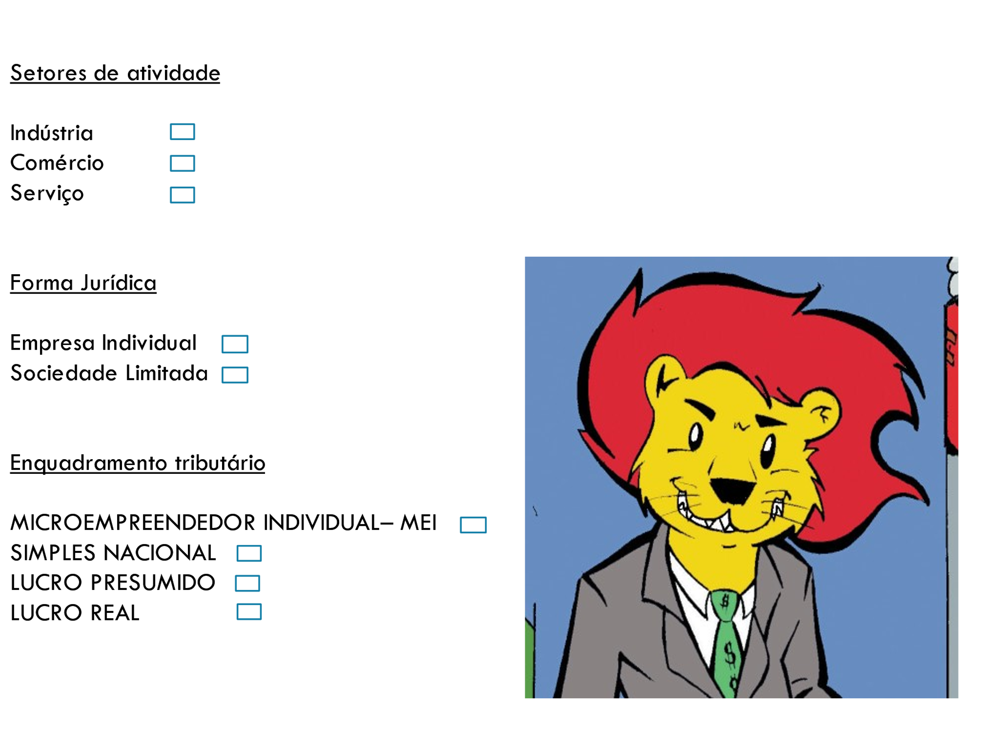 Setores de atividade
Indústria
Comércio
Serviço
Forma Jurídica
Empresa Individual
Sociedade Limitada
Enquadramento tributário
MICROEMPREENDEDOR INDIVIDUAL– MEI
SIMPLES NACIONAL
LUCRO PRESUMIDO
LUCRO REAL
$
$